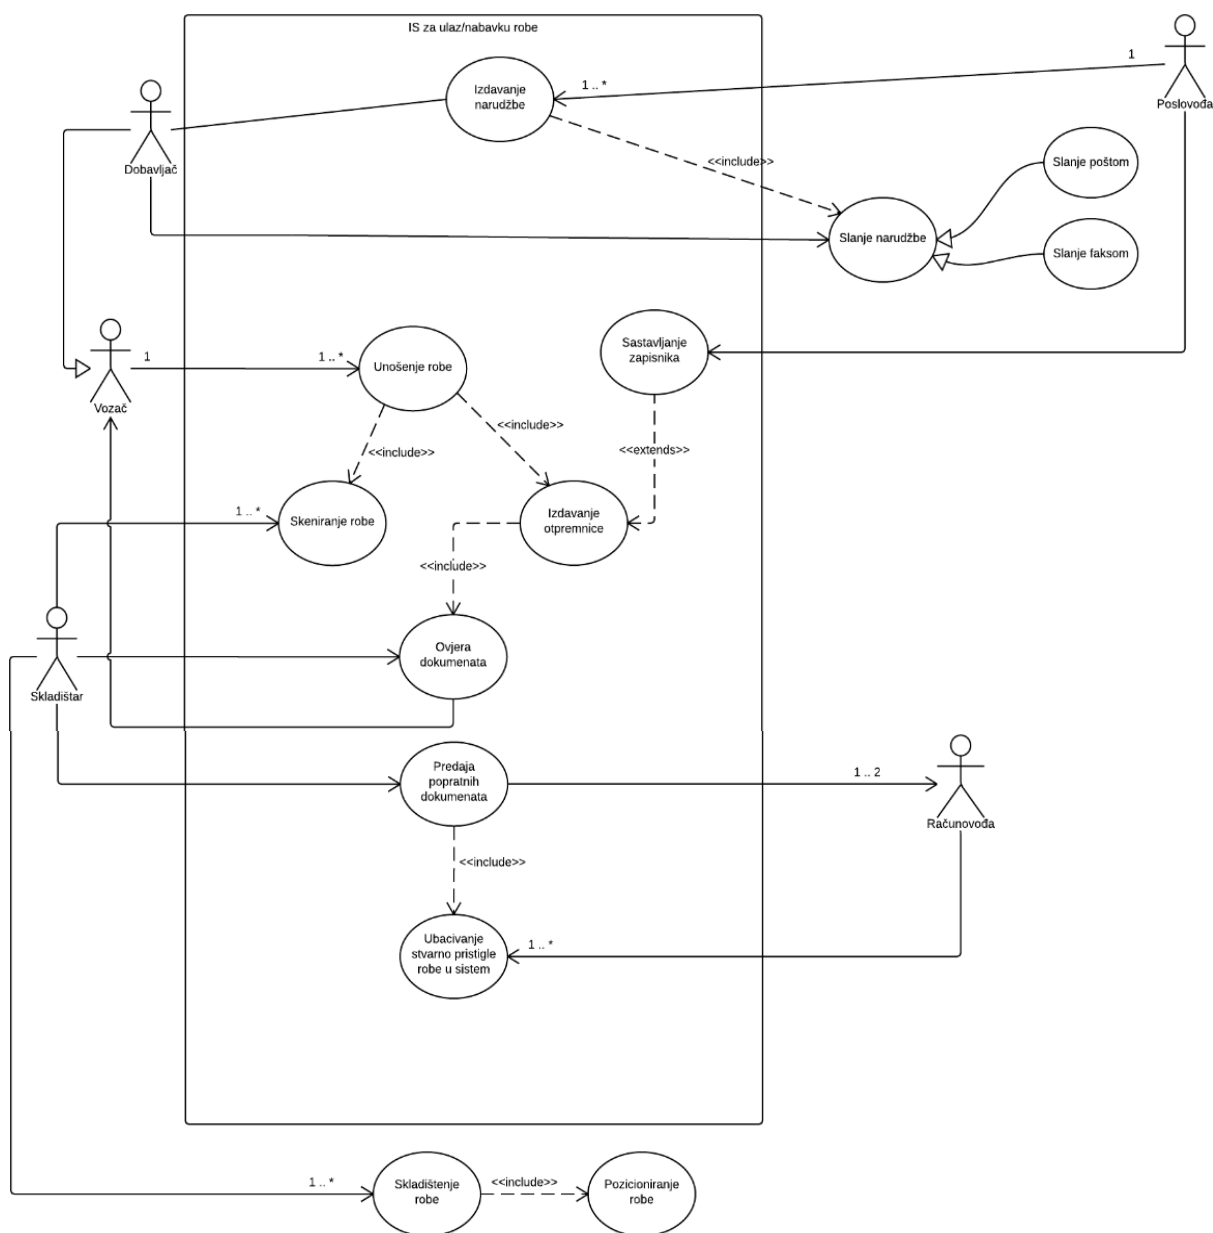 IS za ulaz/nabavku robe
Izdavanje
narudžbe
1 .. *
1
Poslovođa
Dobavljač
<<include>>
Slanje poštom
Slanje narudžbe
Slanje faksom
Vozač
1
1 .. *
Unošenje robe
Sastavljanje
zapisnika
<<include>>
<<include>>
<<extends>>
1 .. *
Skeniranje robe
Izdavanje
otpremnice
<<include>>
Skladištar
Ovjera
dokumenata
Predaja
popratnih
dokumenata
1 .. 2
Računovođa
<<include>>
Ubacivanje
stvarno pristigle
robe u sistem
1 .. *
1 .. *
Skladištenje
robe
<<include>>
Pozicioniranje
robe